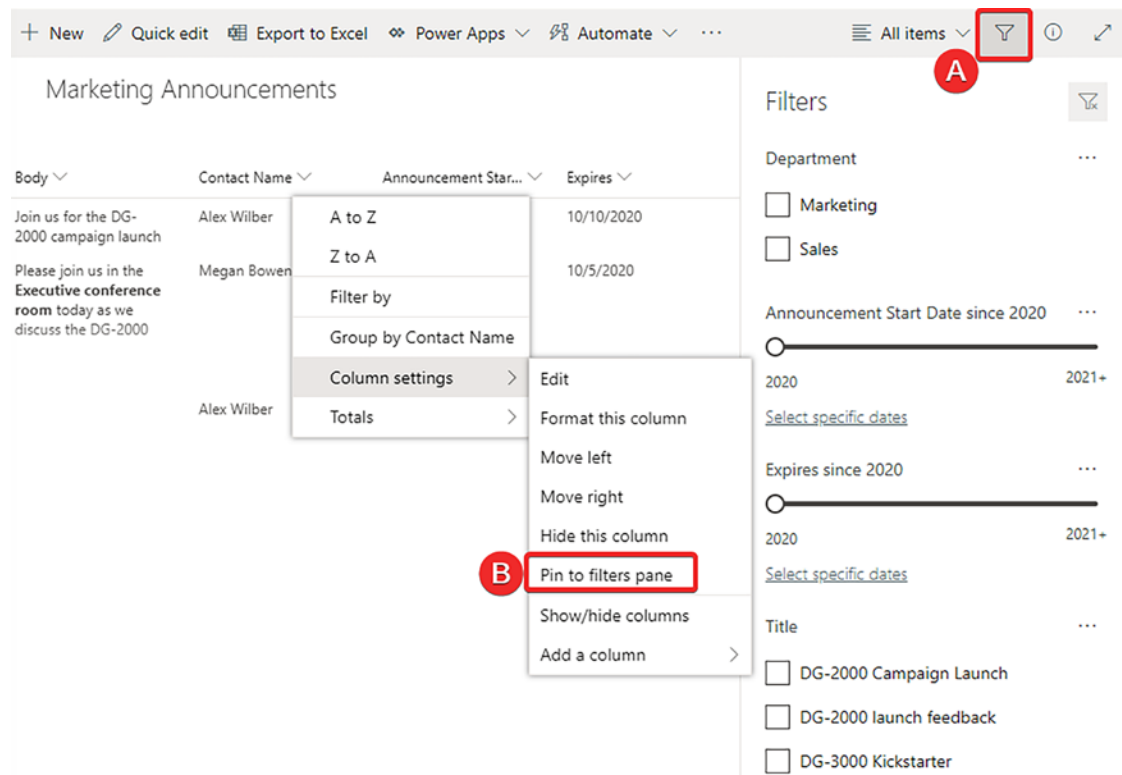 New Quick edit Export to Excel Power Apps Automate ... All items
A
Marketing Announcements
Body Contact Name Announcement Star... Expires
Join us for the DG-
2000 campaign launch
Alex Wilber
10/10/2020
Please join us in the
Executive conference
room today as we
discuss the DG-2000
Megan Bowen
10/5/2020
Alex Wilber
A to Z
Z to A
Filter by
Group by Contact Name
Column settings
Totals
Edit
Format this column
Move left
Move right
Hide this column
B
Pin to filters pane
Show/hide columns
Add a column
Filters
Department ...
Marketing
Sales
Announcement Start Date since 2020 ...
2020 2021+
Select specific dates
Expires since 2020 ...
2020 2021+
Select specific dates
Title ...
DG-2000 Campaign Launch
DG-2000 launch feedback
DG-3000 Kickstarter